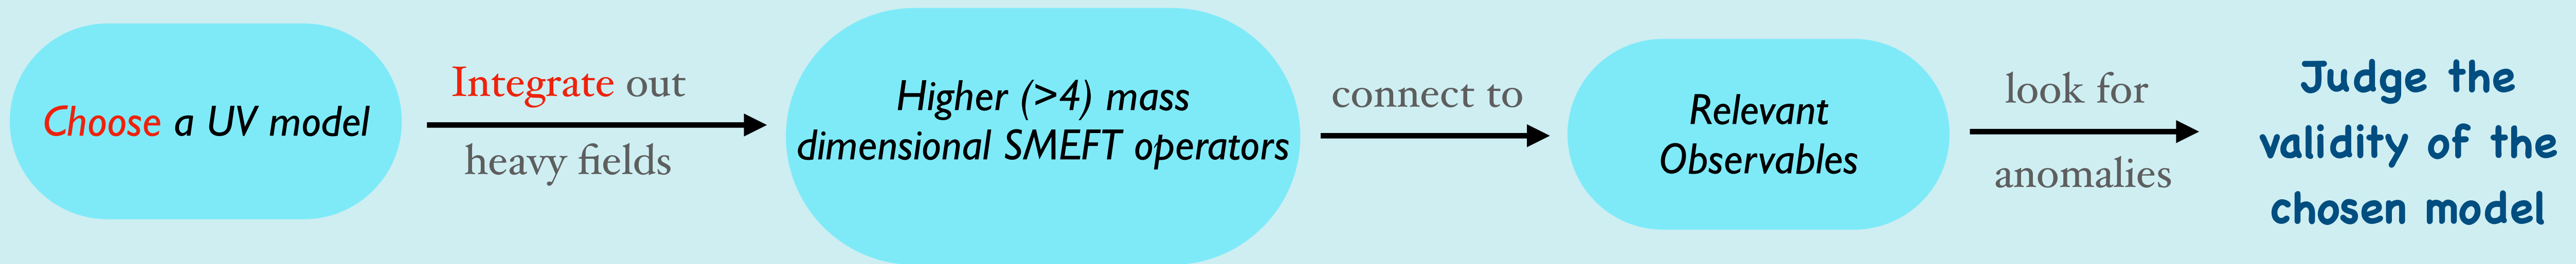 Choose a UV model
Integrate out
heavy fields
Higher (>4) mass
dimensional SMEFT operators
connect to
Relevant
Observables
look for
anomalies
Judge the
validity of the
chosen model